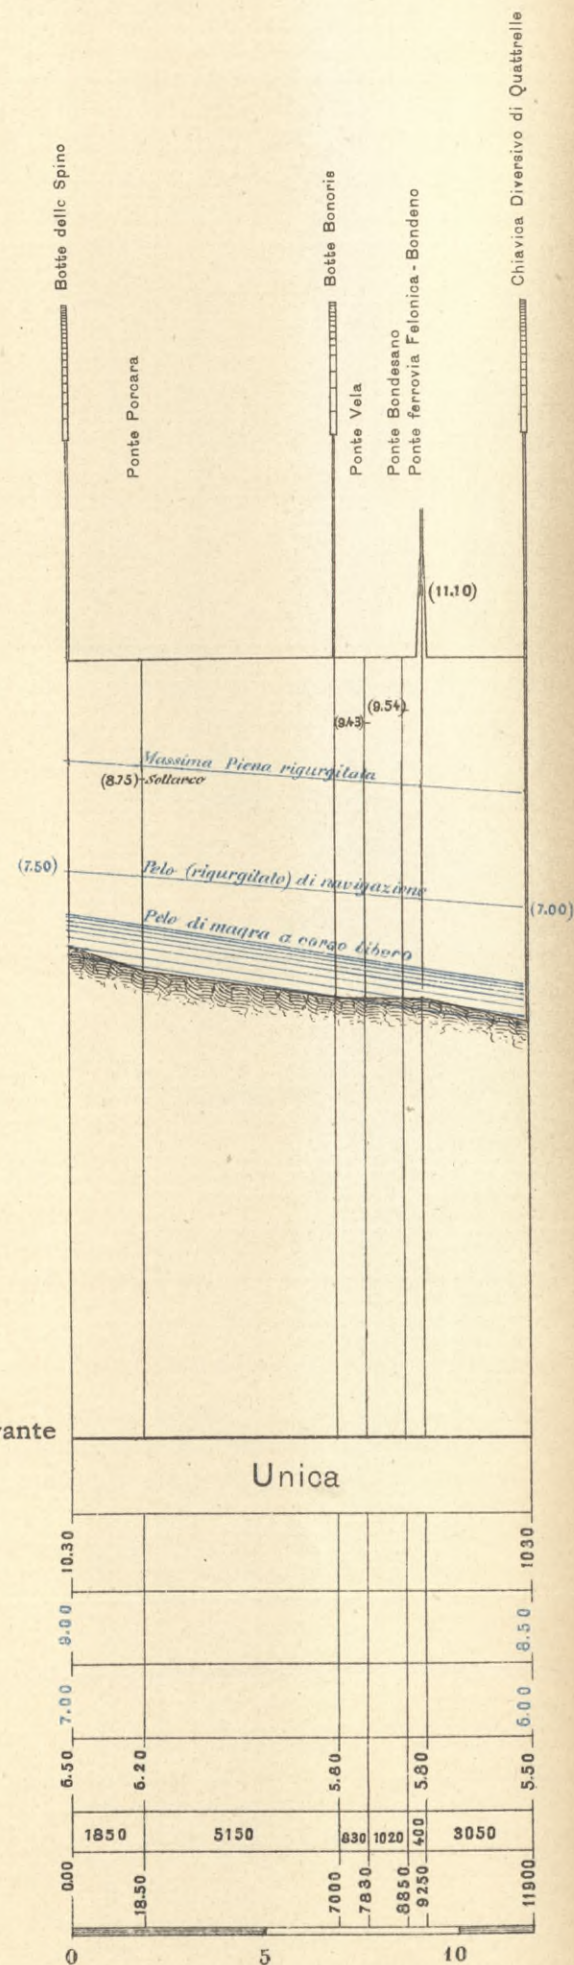 Botte dello Spino
Ponte Porcara
Botte Bonoris
Ponte Vela
Ponte Bondesano
Ponte ferrovia Felonica - Bondeno
Chiavica Diversivo di Quattrelle
(11.10)
(9.43)
(9.54)
Massima Piena rigurgitata
(8.75) Sottarco
(7.50)
Pelo (rigurgitato) di navigazione
(7.00)
Pelo di magra a corso libero
rante
Unica
10.30
1030
9.00
8.50
7.00
6.00
6.50
6.20
5.80
5.80
5.50
1850
5150
830
1020
400
3050
0.00
18.50
7000
7830
8850
9250
11900
0
5
10